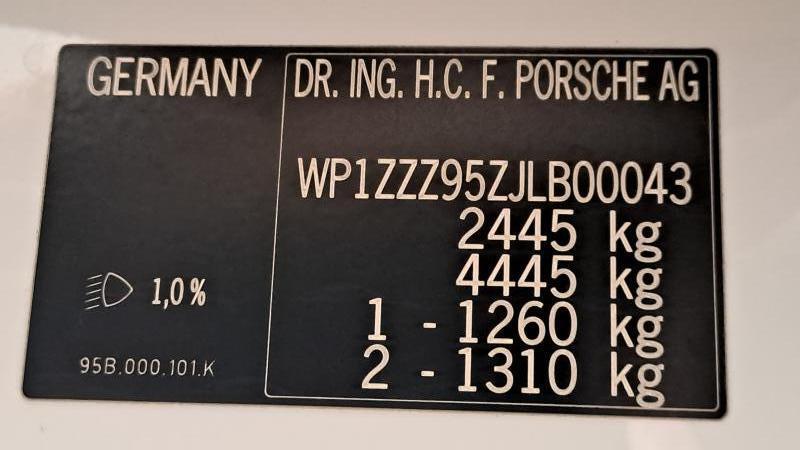 GERMANY
DR. ING. H.C. F. PORSCHE AG
WP1ZZZ95ZJLB00043
2445 kg
4445 kg
1 - 1260 kg
2 - 1310 kg
1,0%
95B.000.101.K